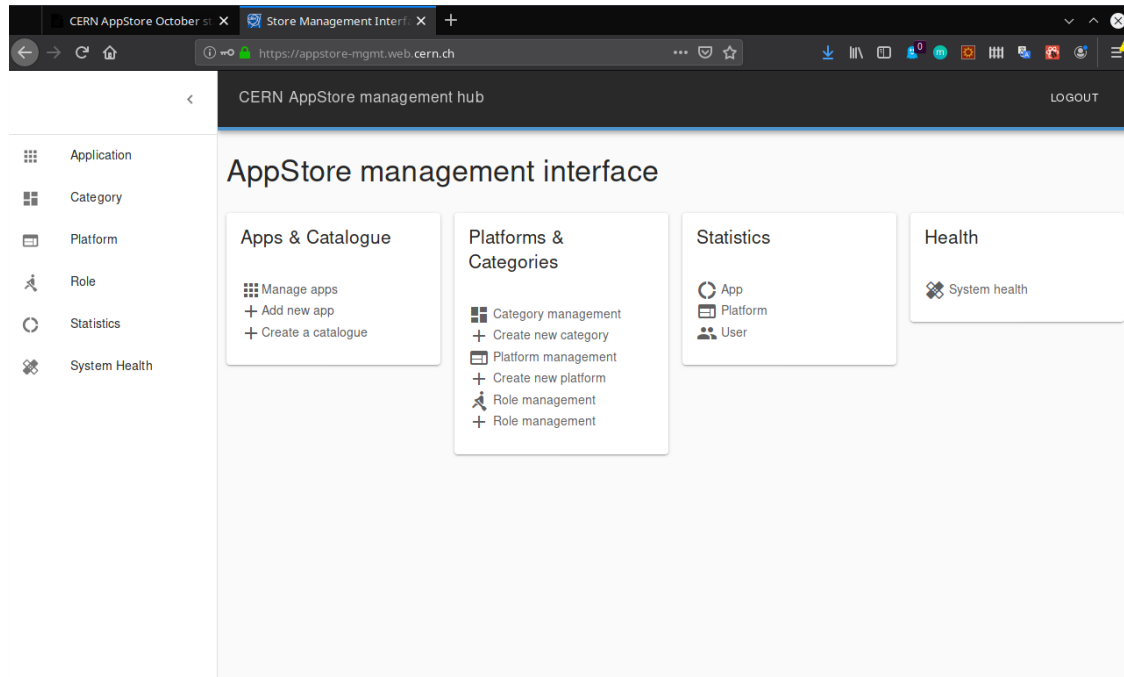 CERN AppStore October st
Store Management Interf
https://appstore-mgmt.web.cern.ch
0
m
CERN AppStore management hub
LOGOUT
Application
Category
Platform
Role
Statistics
System Health
AppStore management interface
Apps & Catalogue
Manage apps
Add new app
Create a catalogue
Platforms &
Categories
Category management
Create new category
Platform management
Create new platform
Role management
Role management
Statistics
App
Platform
User
Health
System health